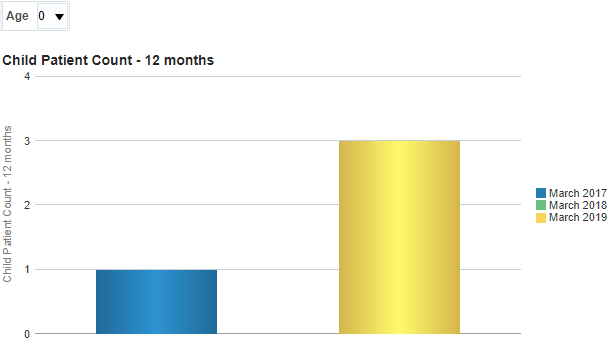 Age 0
Child Patient Count - 12 months
Child Patient Count - 12 months
4
3
2
1
0
March 2017
March 2018
March 2019